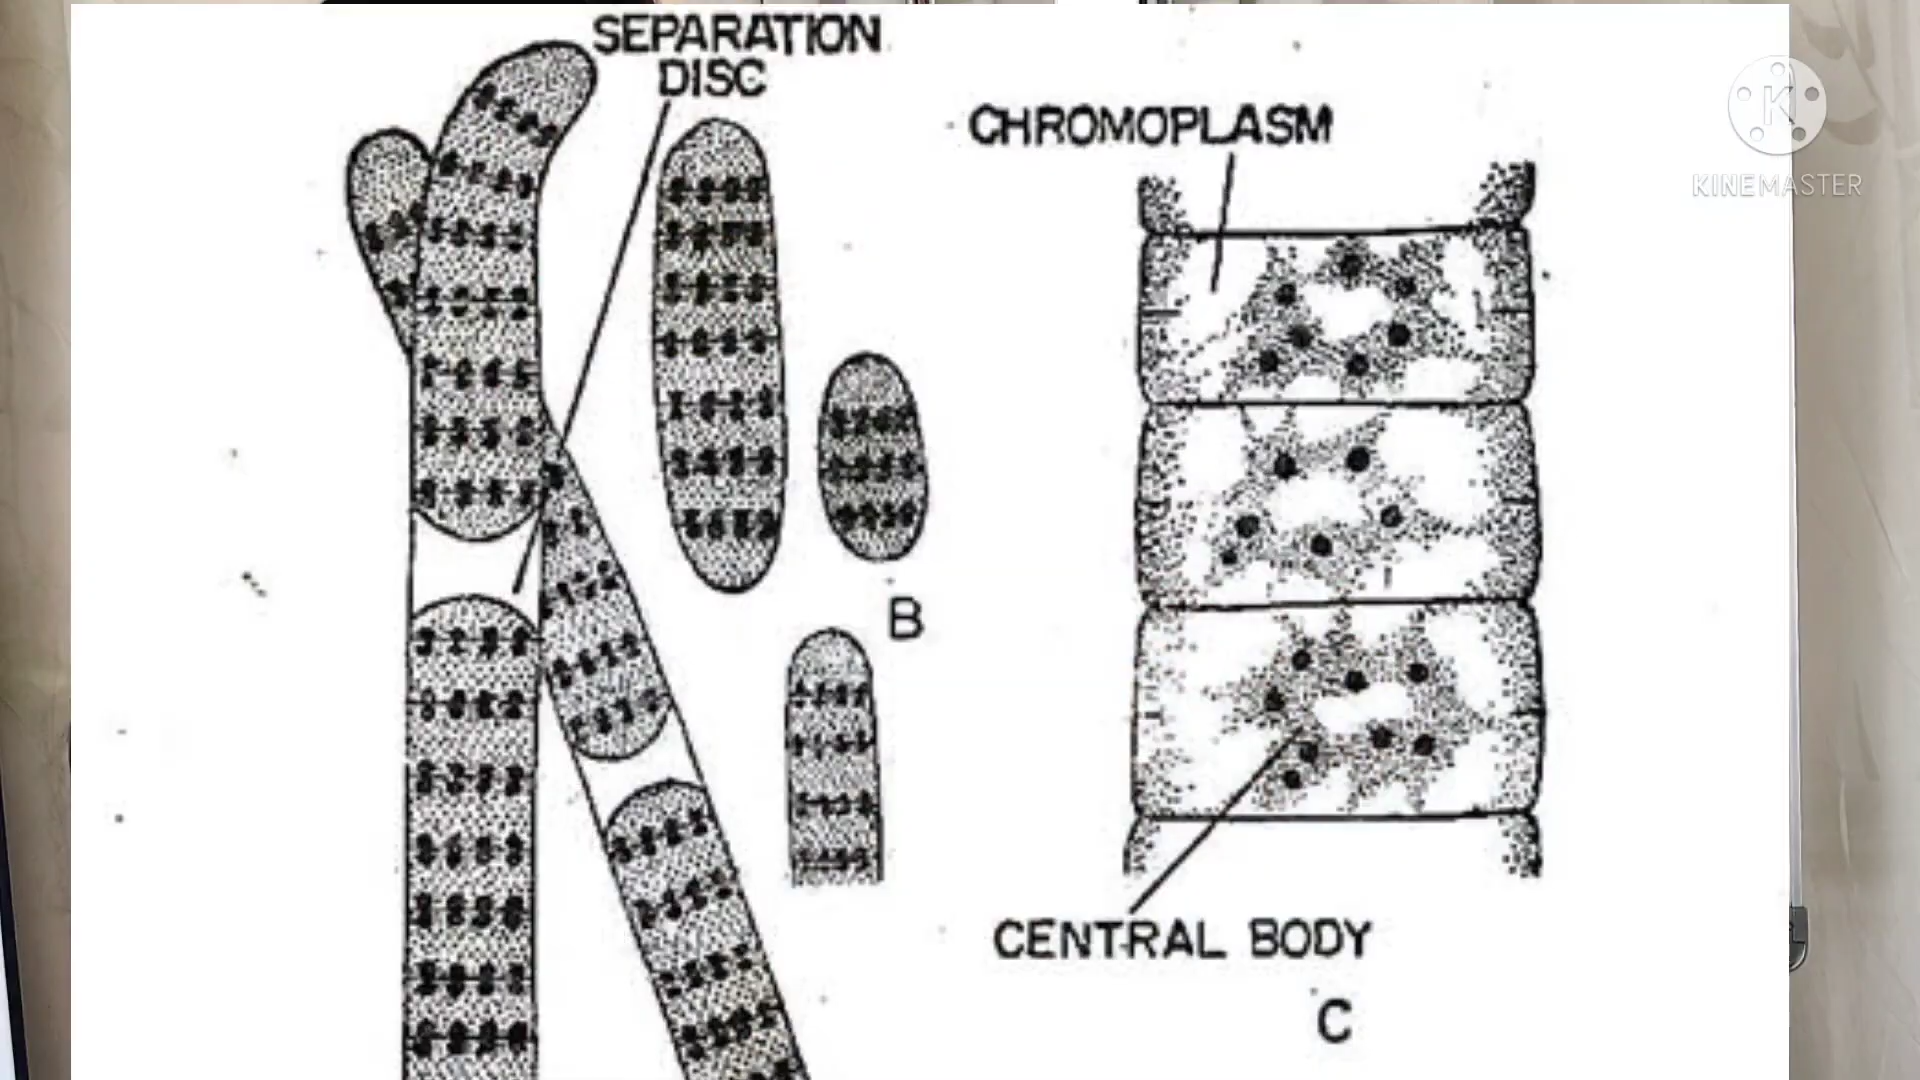 SEPARATION
DISC
CHROMOPLASM
K
KINEMASTER
B
CENTRAL BODY
C